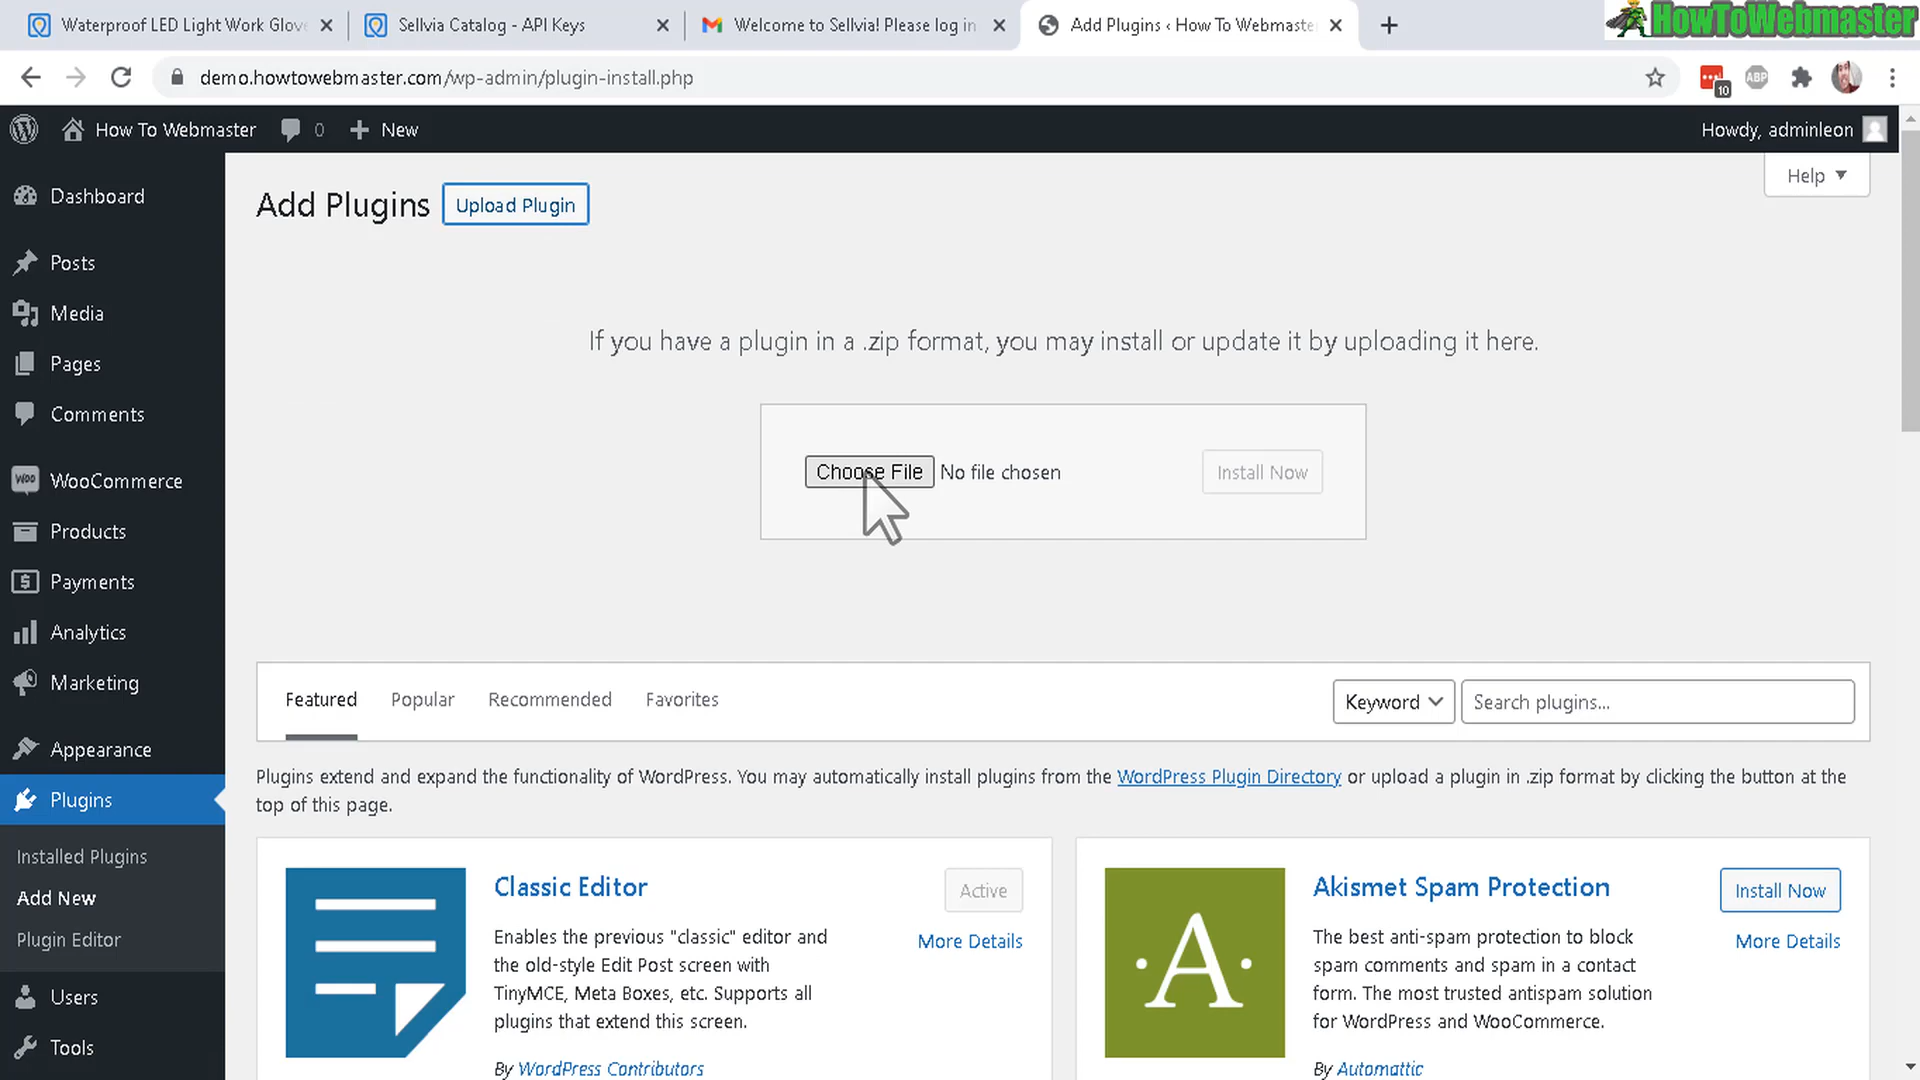 Waterproof LED Light Work Glove
Sellvia Catalog - API Keys
Welcome to Sellvia! Please log in
Add Plugins ‹ How To Webmaste
HowToWebmaster
demo.howtowebmaster.com/wp-admin/plugin-install.php
10
ABP
How To Webmaster
0
New
Howdy, adminleon
Dashboard
Posts
Media
Pages
Comments
Woo
WooCommerce
Products
Payments
Analytics
Marketing
Appearance
Plugins
Installed Plugins
Add New
Plugin Editor
Users
Tools
Help
Add Plugins
Upload Plugin
If you have a plugin in a .zip format, you may install or update it by uploading it here.
Choose File No file chosen
Install Now
Featured
Popular
Recommended
Favorites
Keyword
Search plugins...
Plugins extend and expand the functionality of WordPress. You may automatically install plugins from the WordPress Plugin Directory or upload a plugin in .zip format by clicking the button at the
top of this page.
Classic Editor
Active
More Details
Enables the previous "classic" editor and
the old-style Edit Post screen with
TinyMCE, Meta Boxes, etc. Supports all
plugins that extend this screen.
By WordPress Contributors
A
Akismet Spam Protection
Install Now
More Details
The best anti-spam protection to block
spam comments and spam in a contact
form. The most trusted antispam solution
for WordPress and WooCommerce.
By Automattic